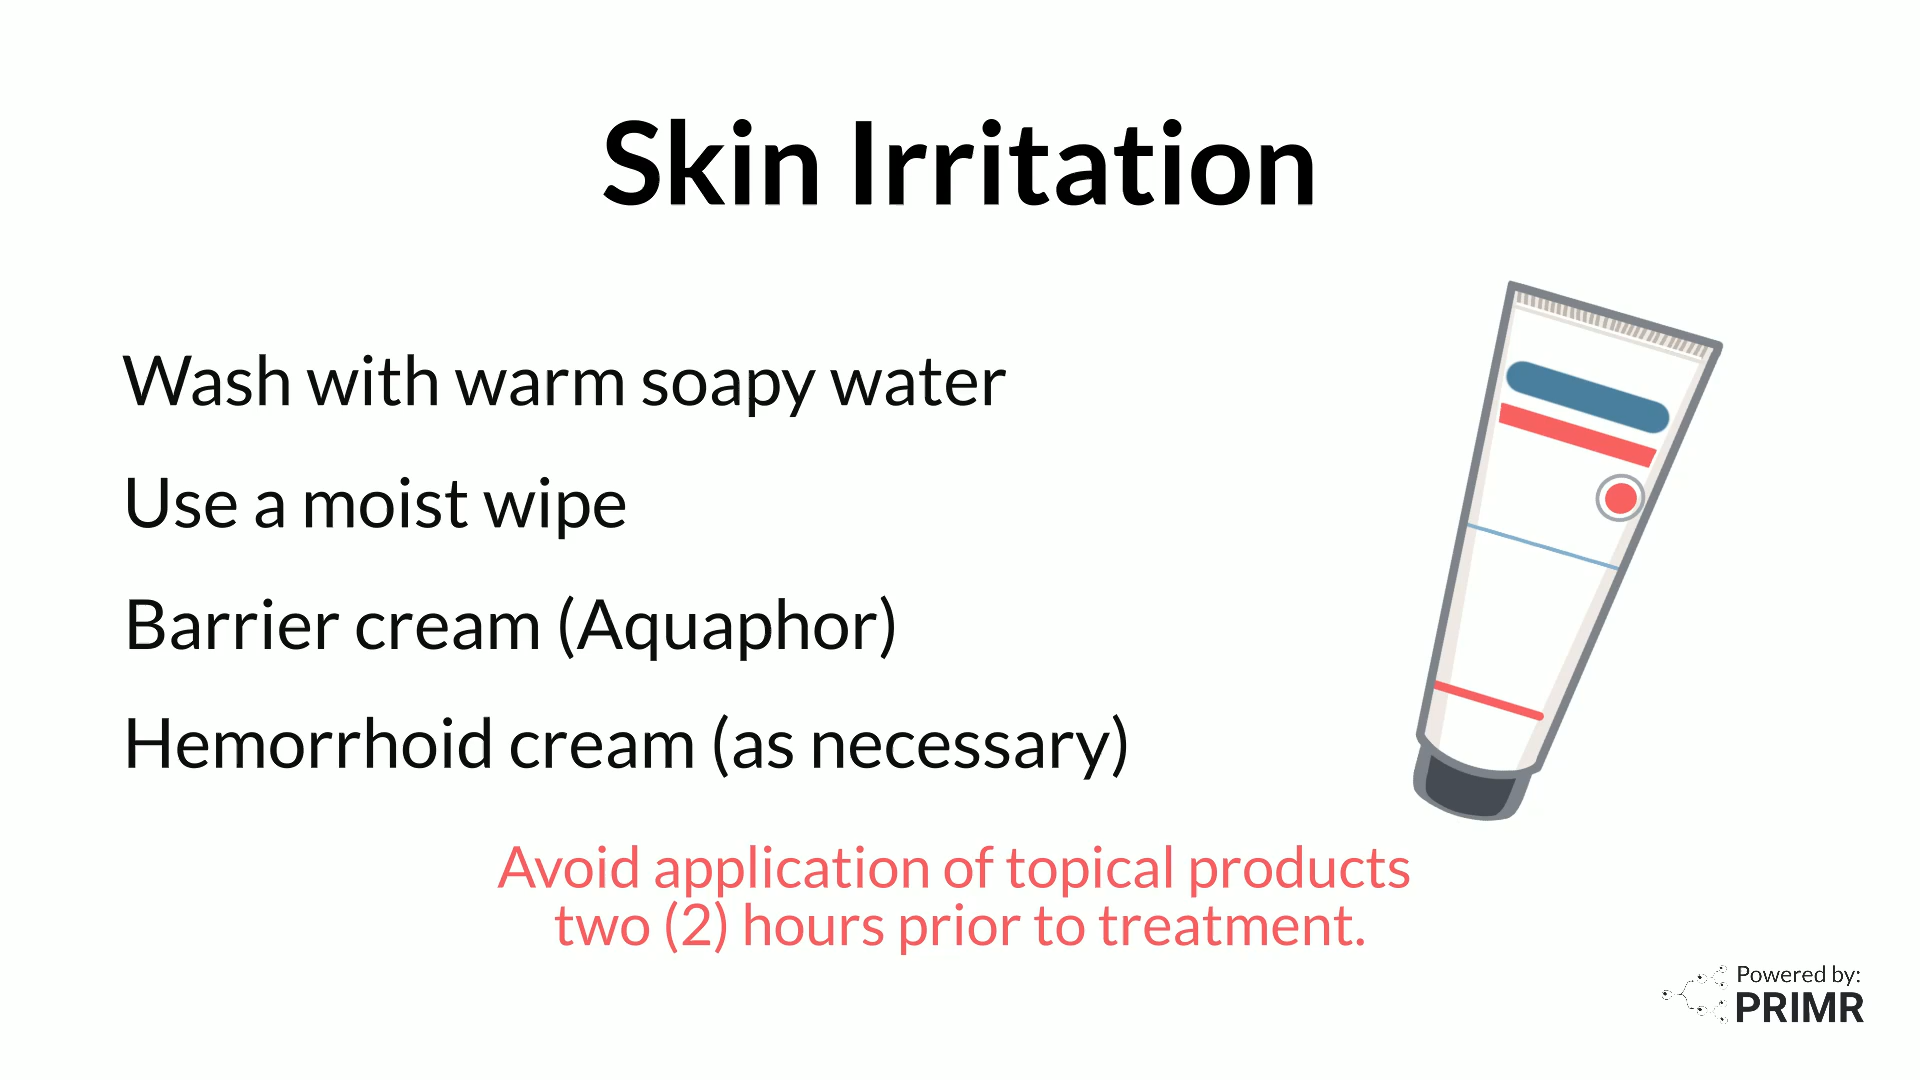 Skin Irritation
Wash with warm soapy water
Use a moist wipe
Barrier cream (Aquaphor)
Hemorrhoid cream (as necessary)
Avoid application of topical products
two (2) hours prior to treatment.
Powered by:
PRIMR